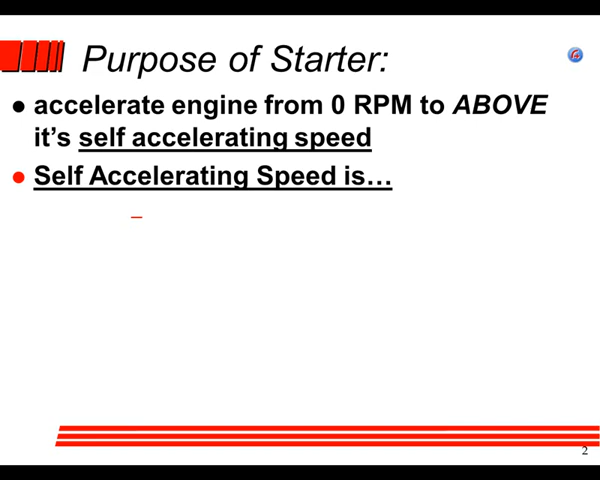 Purpose of Starter:
● accelerate engine from 0 RPM to ABOVE
it's self accelerating speed
● Self Accelerating Speed is…
–
2